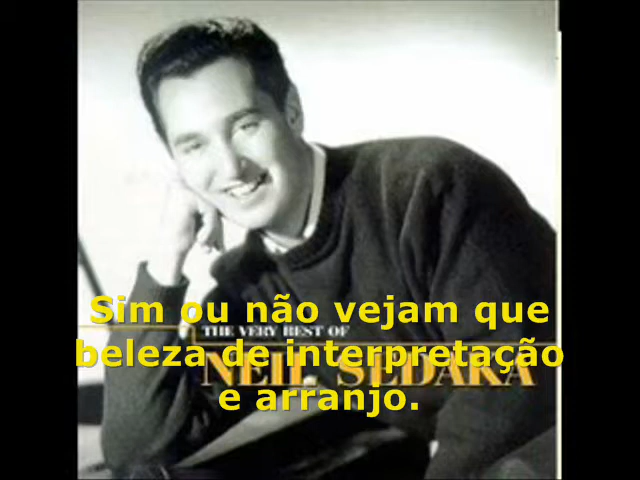 Sim ou não vejam que
THE VERY BEST OF
beleza de interpretação
NEIL SEDAKA
e arranjo.